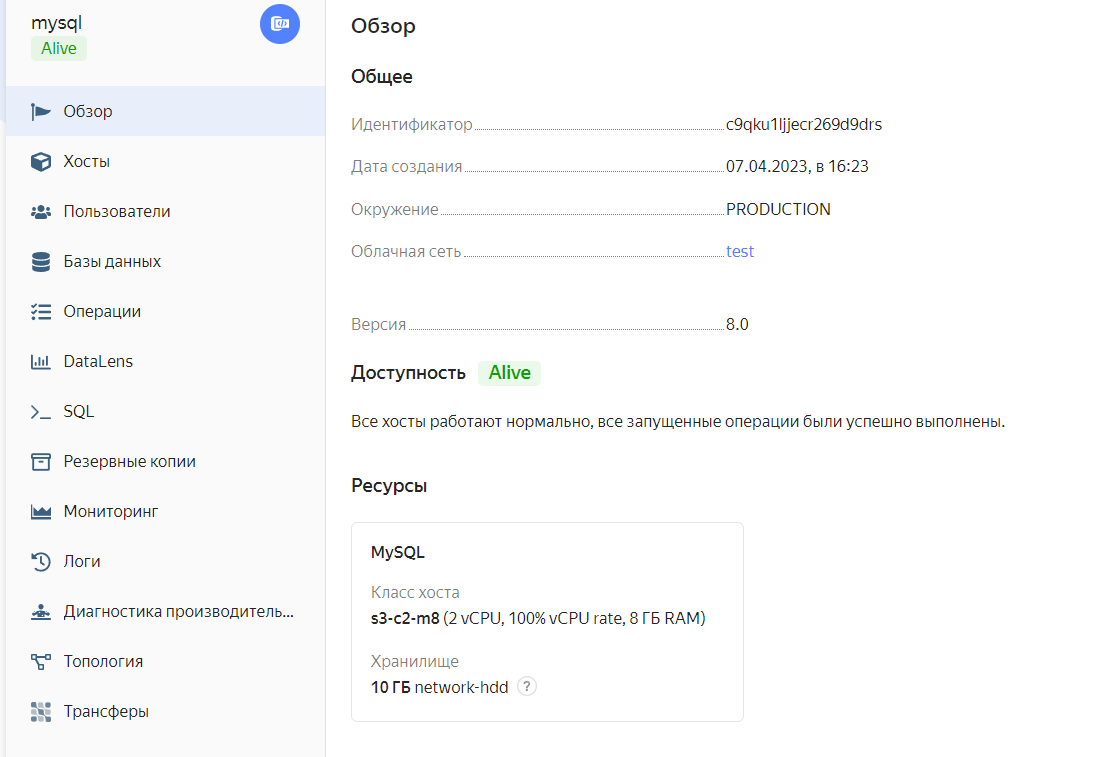 mysql
Alive
Обзор
Хосты
Пользователи
Базы данных
Операции
DataLens
SQL
Резервные копии
Мониторинг
Логи
Диагностика производитель...
Топология
Трансферы
Обзор
Общее
Идентификатор c9qku1ljjecr269d9drs
Дата создания 07.04.2023, в 16:23
Окружение PRODUCTION
Облачная сеть test
Версия 8.0
Доступность Alive
Все хосты работают нормально, все запущенные операции были успешно выполнены.
Ресурсы
MySQL
Класс хоста
s3-c2-m8 (2 vCPU, 100% vCPU rate, 8 ГБ RAM)
Хранилище
10 ГБ network-hdd ?